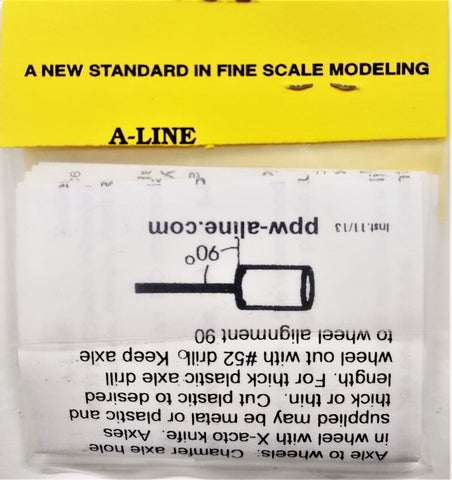 A NEW STANDARD IN FINE SCALE MODELING
A-LINE
Axle to wheels: Chamfer axle hole
in wheel with X-acto knife. Axles
supplied may be metal or plastic and
thick or thin. Cut plastic to desired
length. For thick plastic axle drill
wheel out with #52 drill. Keep axle
to wheel alignment 90
90°
Inst.11/13 ppw-aline.com